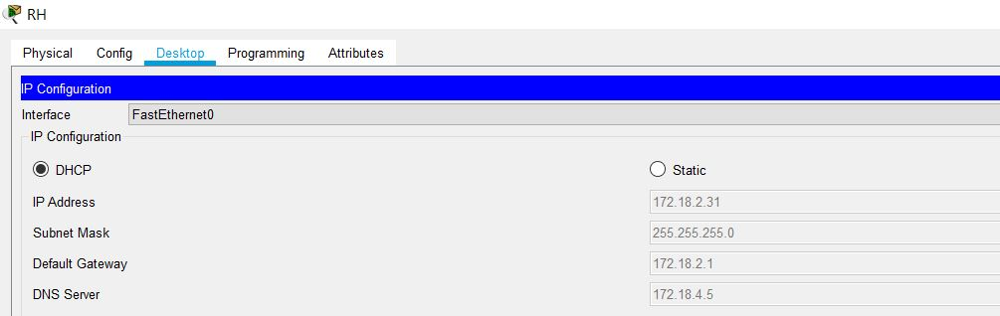 RH
Physical Config Desktop Programming Attributes
IP Configuration
Interface FastEthernet0
IP Configuration
DHCP Static
IP Address 172.18.2.31
Subnet Mask 255.255.255.0
Default Gateway 172.18.2.1
DNS Server 172.18.4.5